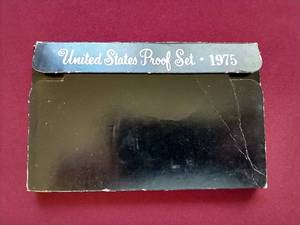 United States Proof Set • 1975